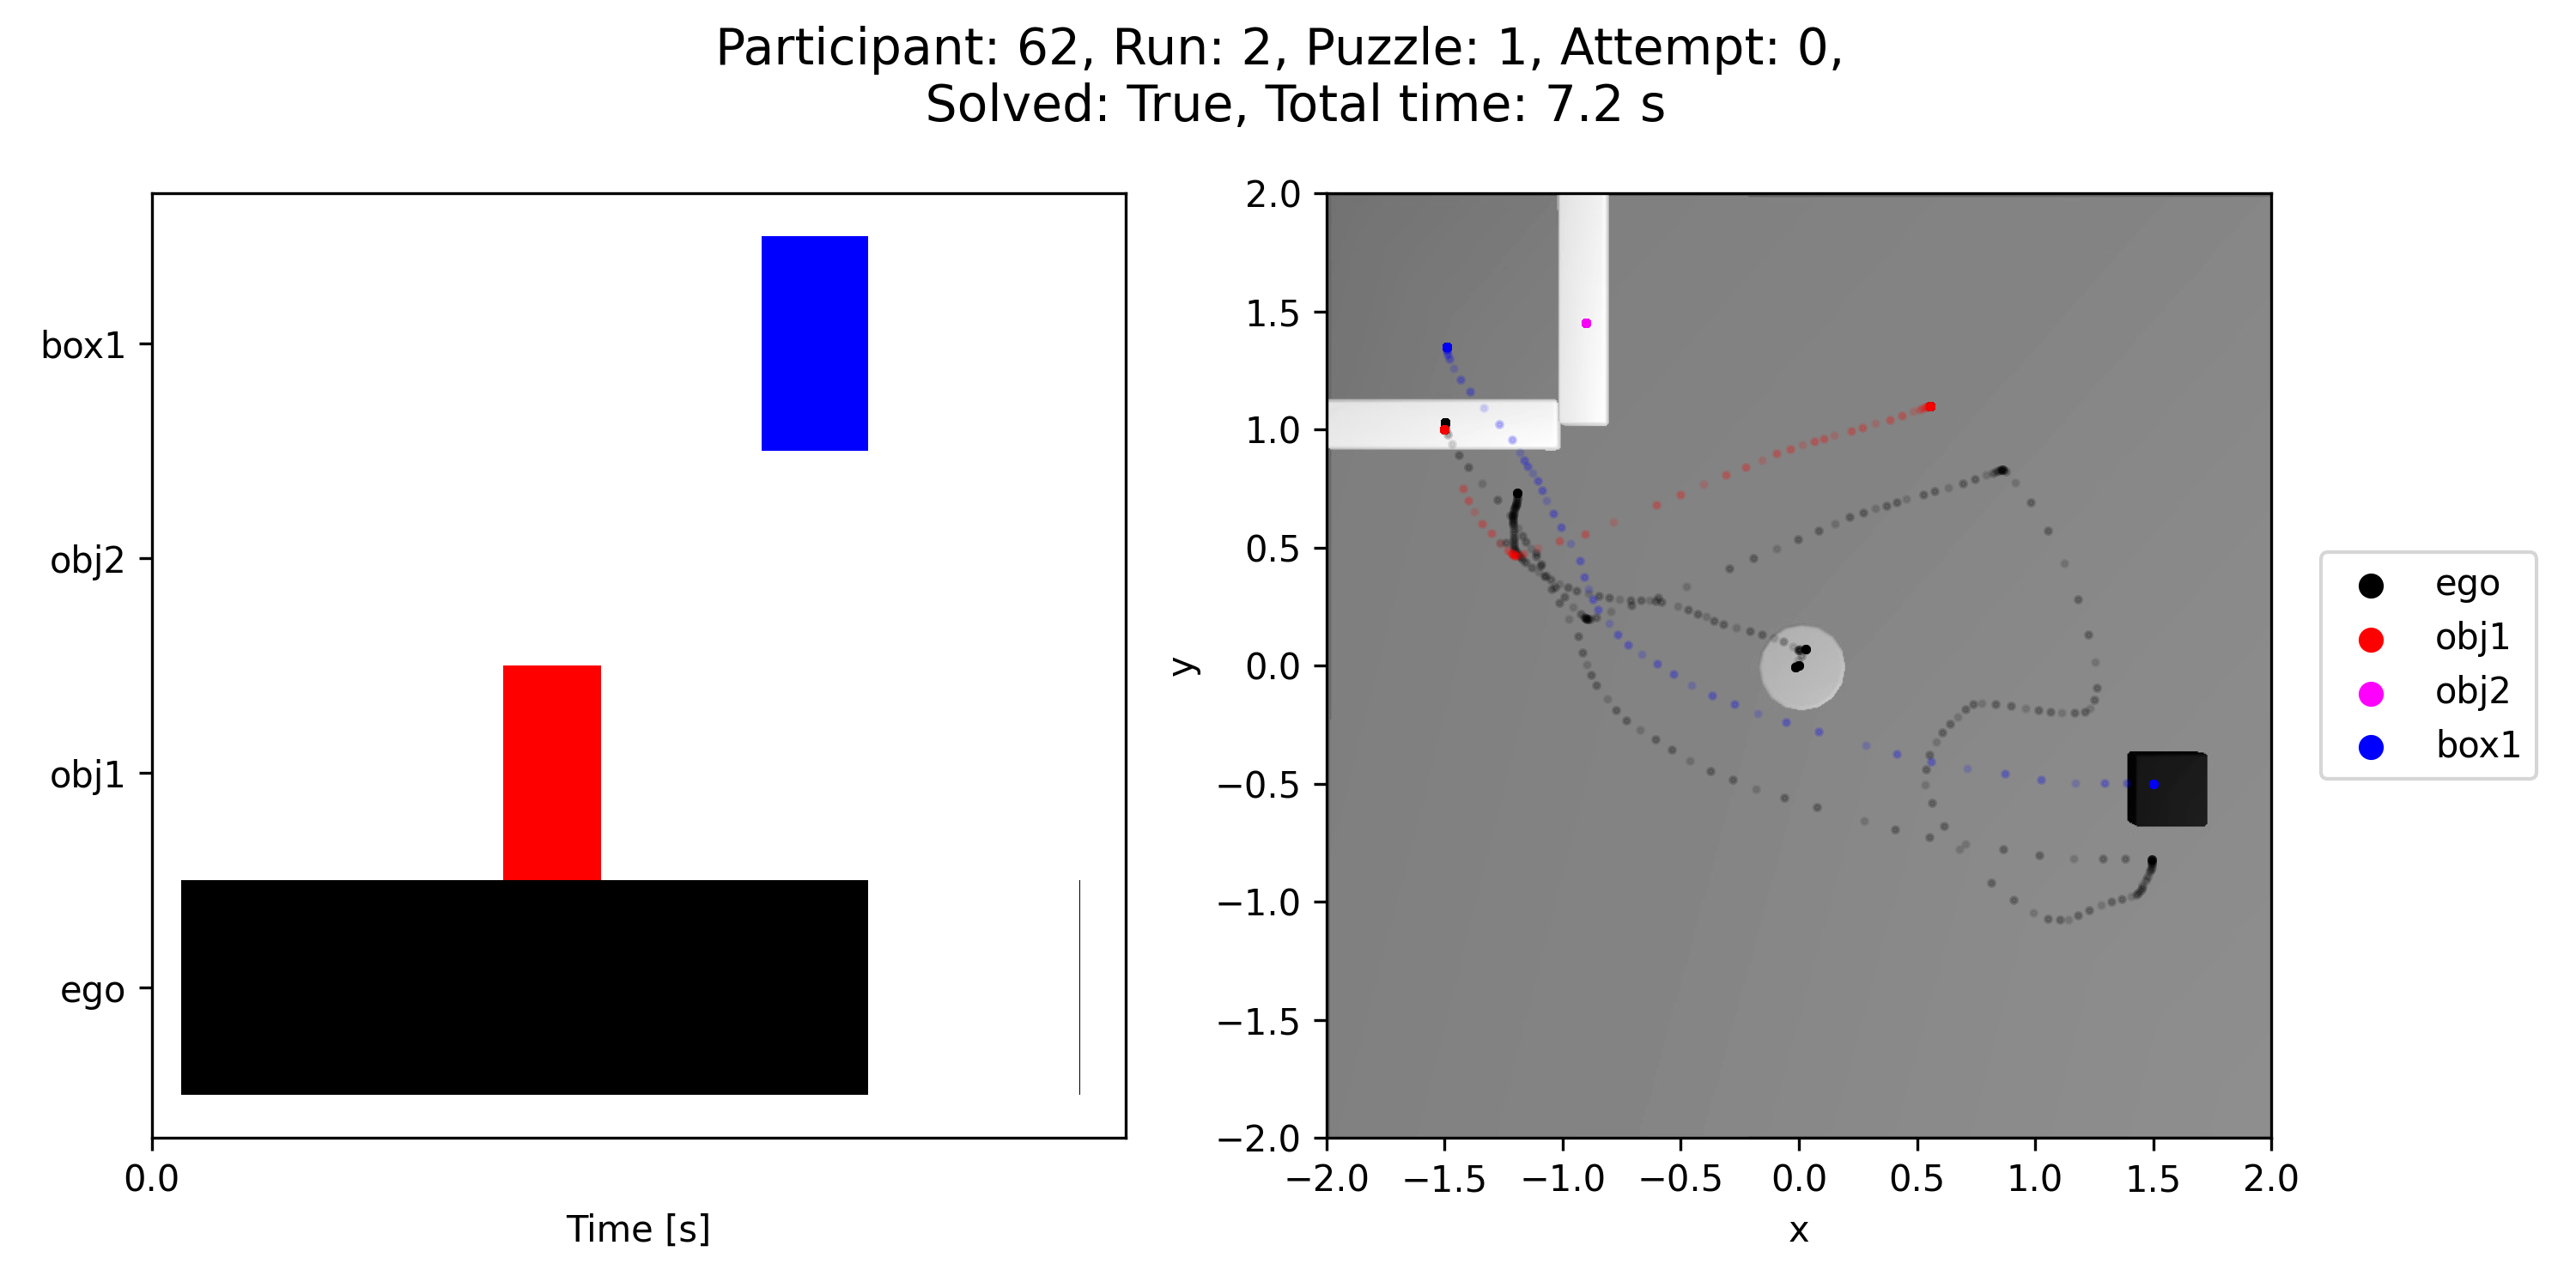 Participant: 62, Run: 2, Puzzle: 1, Attempt: 0,
Solved: True, Total time: 7.2 s
box1
obj2
obj1
ego
0.0
Time [s]
2.0
1.5
1.0
0.5
0.0
−0.5
−1.0
−1.5
−2.0
y
−2.0 −1.5 −1.0 −0.5 0.0 0.5 1.0 1.5 2.0
x
ego
obj1
obj2
box1